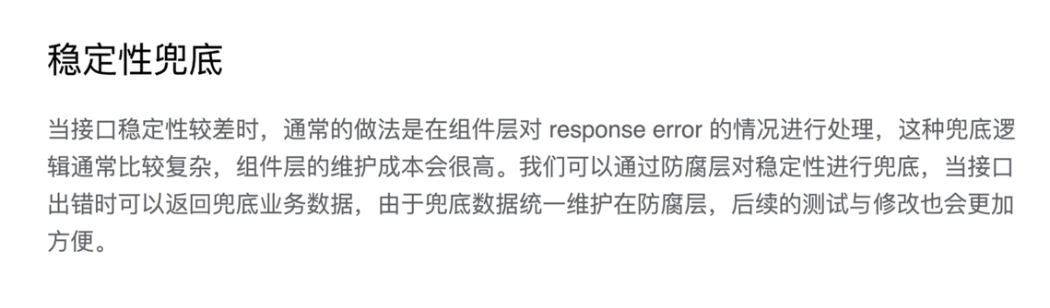 稳定性兜底
当接口稳定性较差时，通常的做法是在组件层对 response error 的情况进行处理，这种兜底逻
辑通常比较复杂，组件层的维护成本会很高。我们可以通过防腐层对稳定性进行兜底，当接口
出错时可以返回兜底业务数据，由于兜底数据统一维护在防腐层，后续的测试与修改也会更加
方便。